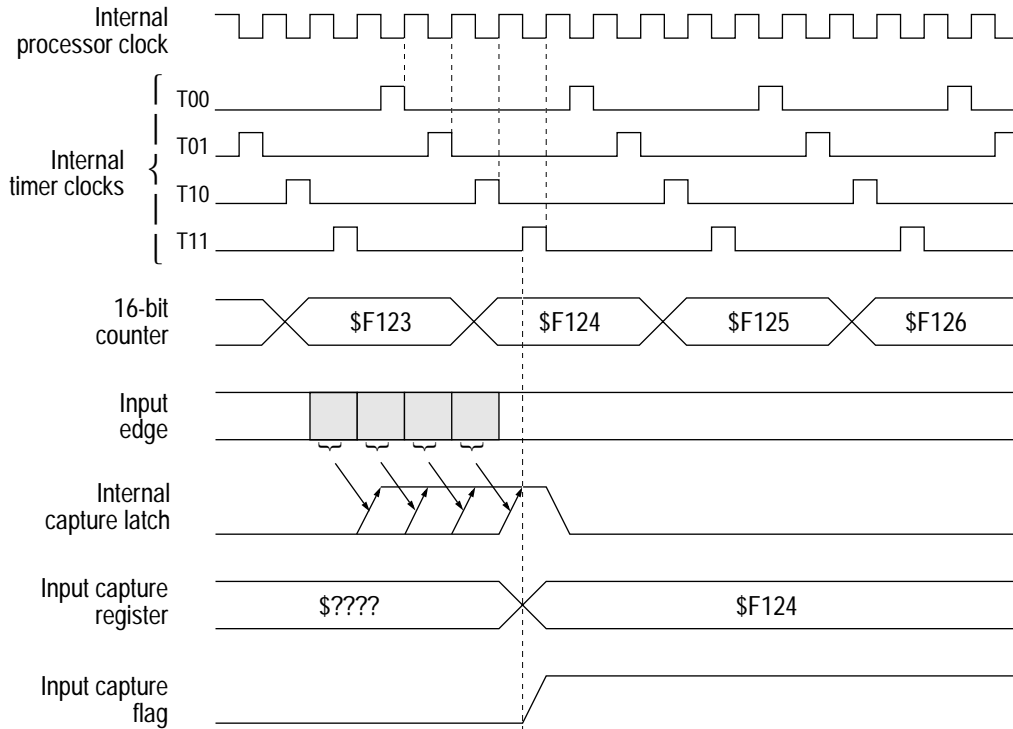 Internal
processor clock
T00
T01
Internal
timer clocks
T10
T11
16-bit
counter
$F123
$F124
$F125
$F126
Input
edge
Internal
capture latch
Input capture
register
$????
$F124
Input capture
flag